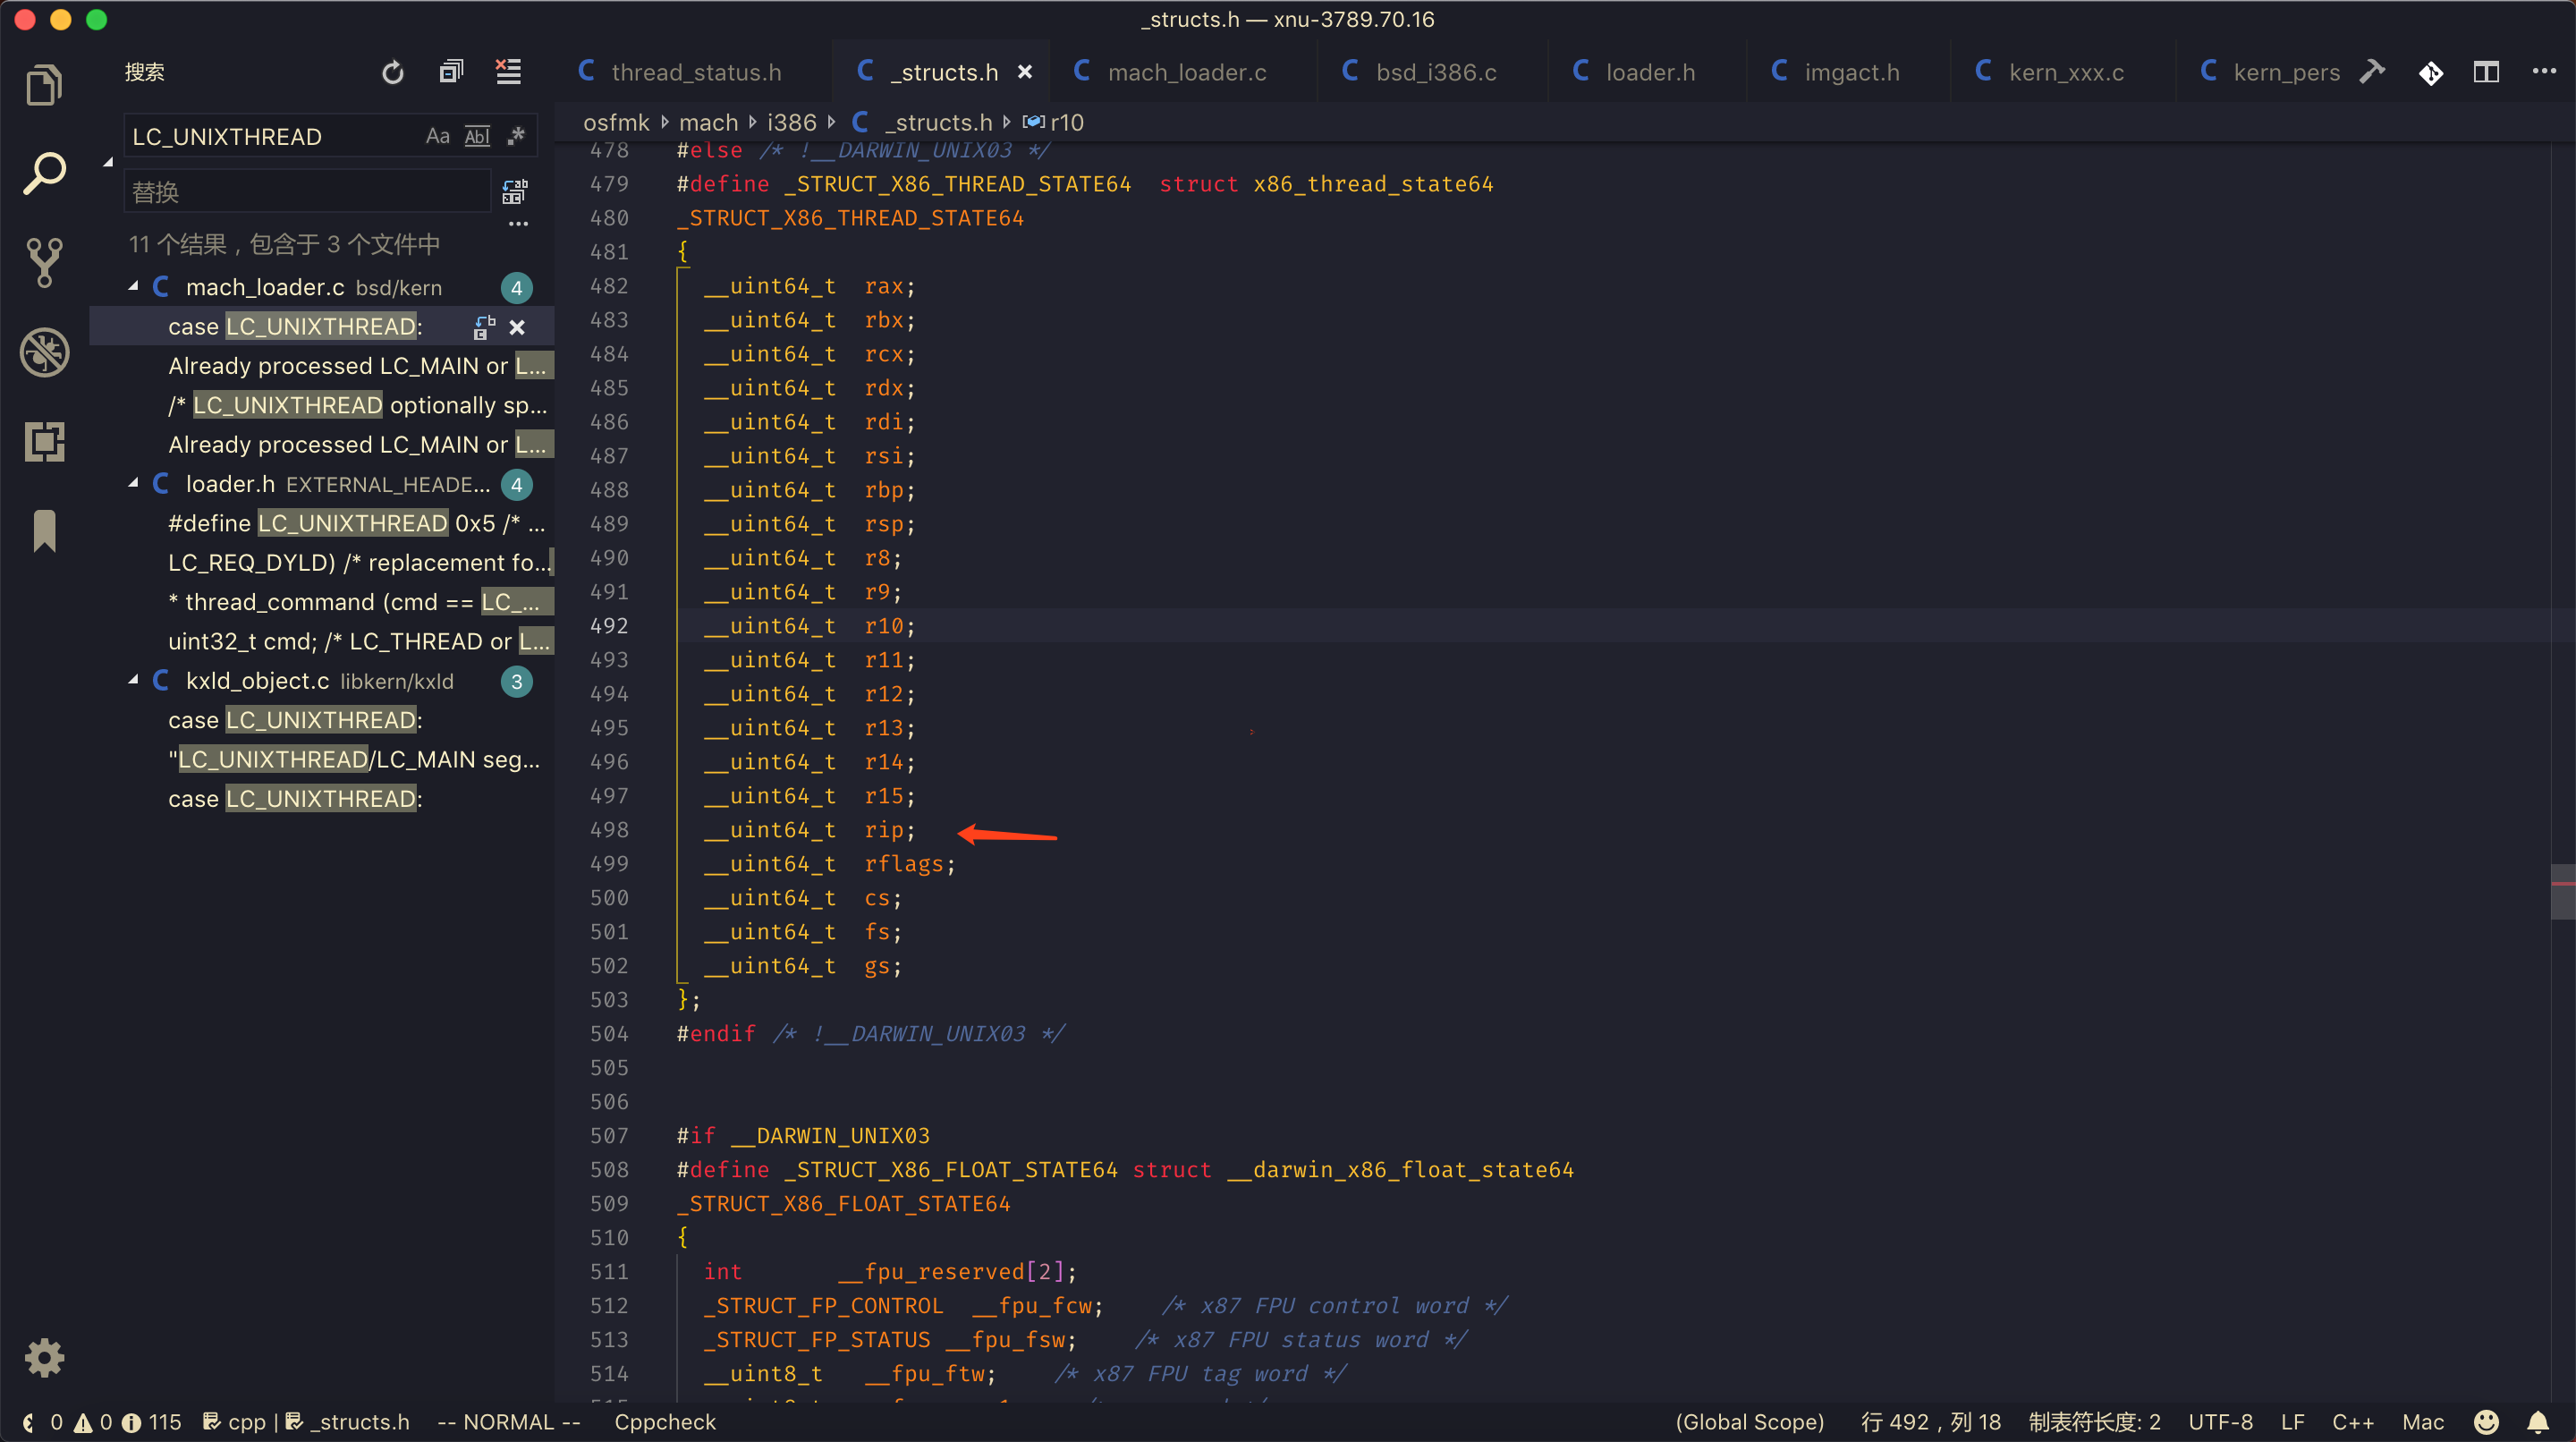 _structs.h — xnu-3789.70.16
搜索
thread_status.h
_structs.h
mach_loader.c
bsd_i386.c
loader.h
imgact.h
kern_xxx.c
kern_pers
LC_UNIXTHREAD Aa Abl .*
替换
11 个结果，包含于 3 个文件中
mach_loader.c bsd/kern 4
case LC_UNIXTHREAD:
Already processed LC_MAIN or L...
/* LC_UNIXTHREAD optionally sp...
Already processed LC_MAIN or L...
loader.h EXTERNAL_HEADE... 4
#define LC_UNIXTHREAD 0x5 /* ...
LC_REQ_DYLD) /* replacement fo...
* thread_command (cmd == LC_...
uint32_t cmd; /* LC_THREAD or L...
kxld_object.c libkern/kxld 3
case LC_UNIXTHREAD:
"LC_UNIXTHREAD/LC_MAIN seg...
case LC_UNIXTHREAD:
osfmk mach i386 C _structs.h r10
478 #else /* !__DARWIN_UNIX03 */
479 #define _STRUCT_X86_THREAD_STATE64 struct x86_thread_state64
480 _STRUCT_X86_THREAD_STATE64
481 {
482 __uint64_t rax;
483 __uint64_t rbx;
484 __uint64_t rcx;
485 __uint64_t rdx;
486 __uint64_t rdi;
487 __uint64_t rsi;
488 __uint64_t rbp;
489 __uint64_t rsp;
490 __uint64_t r8;
491 __uint64_t r9;
492 __uint64_t r10;
493 __uint64_t r11;
494 __uint64_t r12;
495 __uint64_t r13;
496 __uint64_t r14;
497 __uint64_t r15;
498 __uint64_t rip;
499 __uint64_t rflags;
500 __uint64_t cs;
501 __uint64_t fs;
502 __uint64_t gs;
503 };
504 #endif /* !__DARWIN_UNIX03 */
505
506
507 #if __DARWIN_UNIX03
508 #define _STRUCT_X86_FLOAT_STATE64 struct __darwin_x86_float_state64
509 _STRUCT_X86_FLOAT_STATE64
510 {
511 int __fpu_reserved[2];
512 _STRUCT_FP_CONTROL __fpu_fcw; /* x87 FPU control word */
513 _STRUCT_FP_STATUS __fpu_fsw; /* x87 FPU status word */
514 __uint8_t __fpu_ftw; /* x87 FPU tag word */
0 0 115 cpp | _structs.h -- NORMAL -- Cppcheck (Global Scope) 行 492，列 18 制表符长度: 2 UTF-8 LF C++ Mac